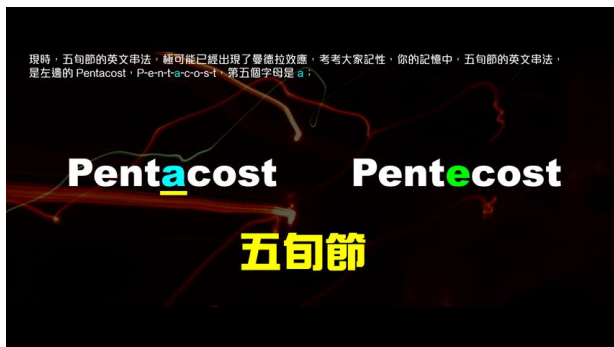 現時，五旬節的英文串法，極可能已經出現了曼德拉效應，考考大家記性，你的記憶中，五旬節的英文串法，
是左邊的 Pentacost，P-e-n-t-a-c-o-s-t，第五個字母是 a；
Pentacost Pentecost
五旬節